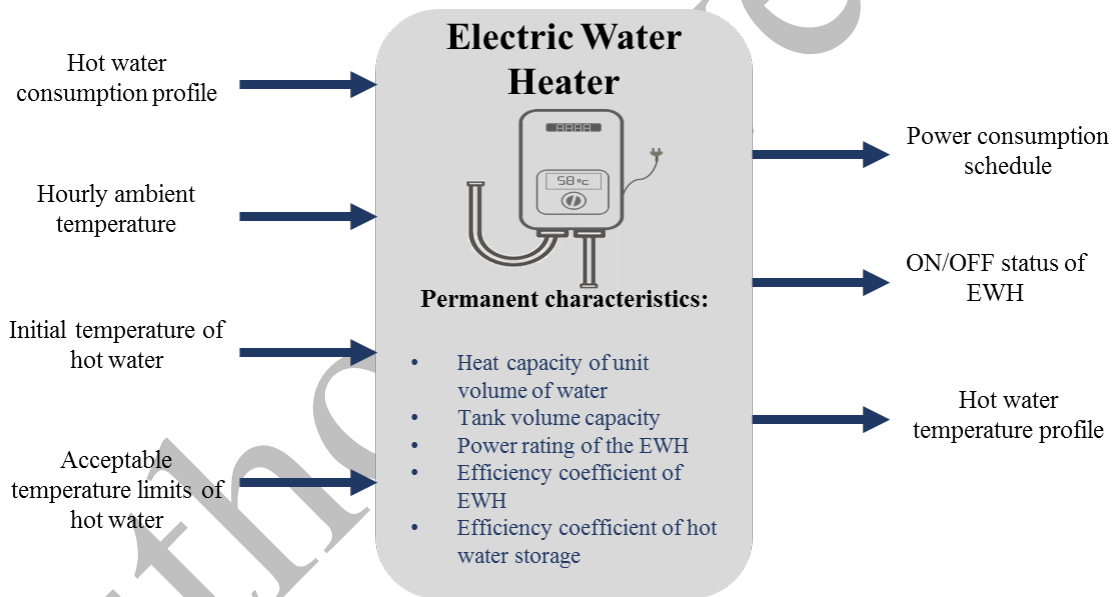 Electric Water
Heater
Hot water
consumption profile
Hourly ambient
temperature
Initial temperature of
hot water
Acceptable
temperature limits of
hot water
58°c
Permanent characteristics:
• Heat capacity of unit
volume of water
• Tank volume capacity
• Power rating of the EWH
• Efficiency coefficient of
EWH
• Efficiency coefficient of hot
water storage
Power consumption
schedule
ON/OFF status of
EWH
Hot water
temperature profile